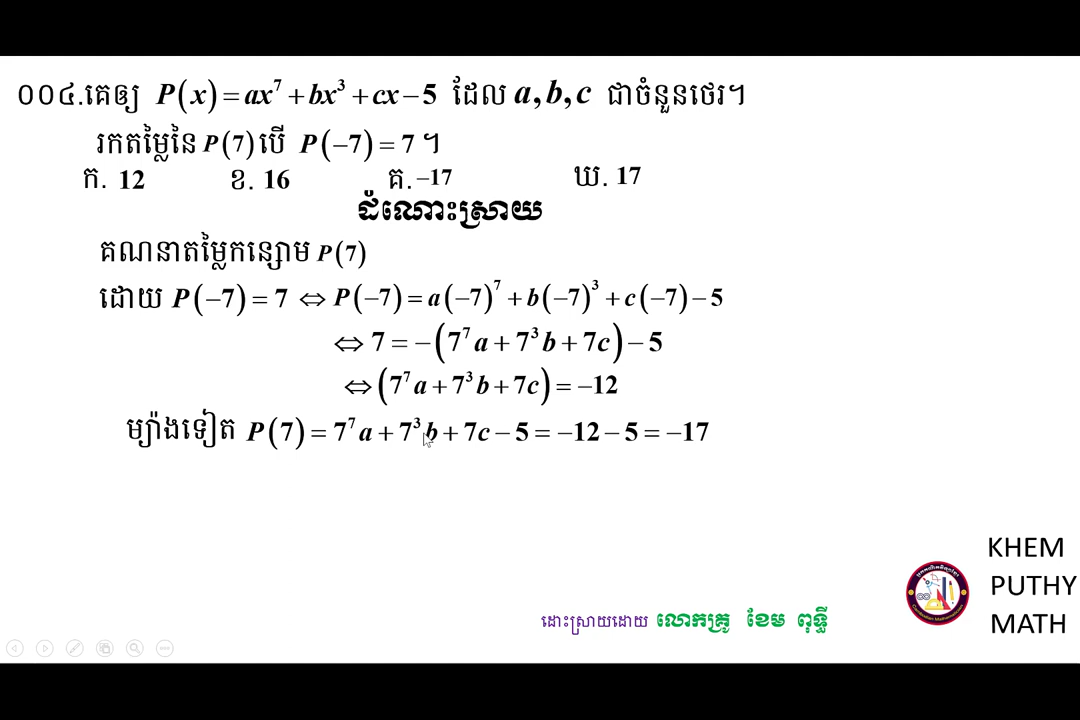 ០០៤.គេឲ្យ P(x) = ax⁷ + bx³ + cx − 5 ដែល a, b, c ជាចំនួនថេរ។
រកតម្លៃនៃ P(7) បើ P(−7) = 7 ។
ក. 12 ខ. 16 គ. −17 ឃ. 17
ដំណោះស្រាយ
គណនាតម្លៃកន្សោម P(7)
ដោយ P(−7) = 7 ⇔ P(−7) = a(−7)⁷ + b(−7)³ + c(−7) − 5
⇔ 7 = −(7⁷a + 7³b + 7c) − 5
⇔ (7⁷a + 7³b + 7c) = −12
ម្យ៉ាងទៀត P(7) = 7⁷a + 7³b + 7c − 5 = −12 − 5 = −17
KHEM
PUTHY
MATH
ដោះស្រាយដោយ លោកគ្រូ ខែម ពុទ្ធី